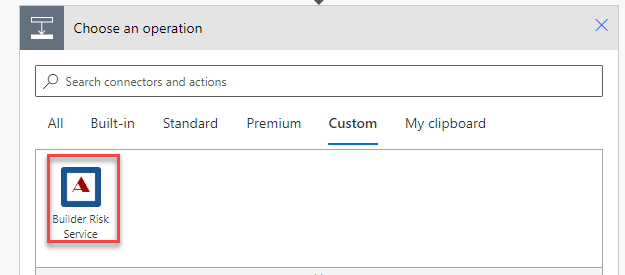 Choose an operation
Search connectors and actions
All Built-in Standard Premium Custom My clipboard
A
Builder Risk
Service